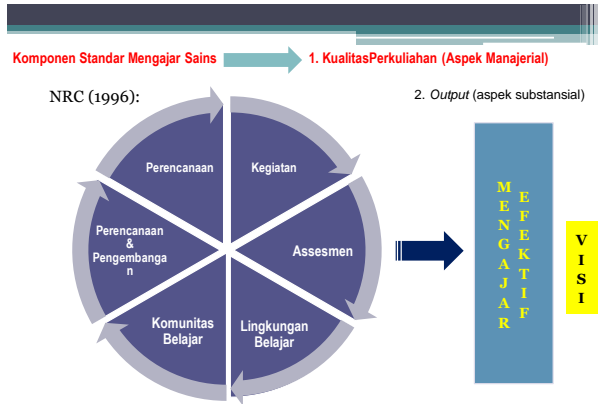 Komponen Standar Mengajar Sains
1. KualitasPerkuliahan (Aspek Manajerial)
NRC (1996):
2. Output (aspek substansial)
Perencanaan
Kegiatan
Assesmen
Lingkungan
Belajar
Komunitas
Belajar
Perencanaan
&
Pengembanga
n
MENGAJAR
EFEKTIF
VISI